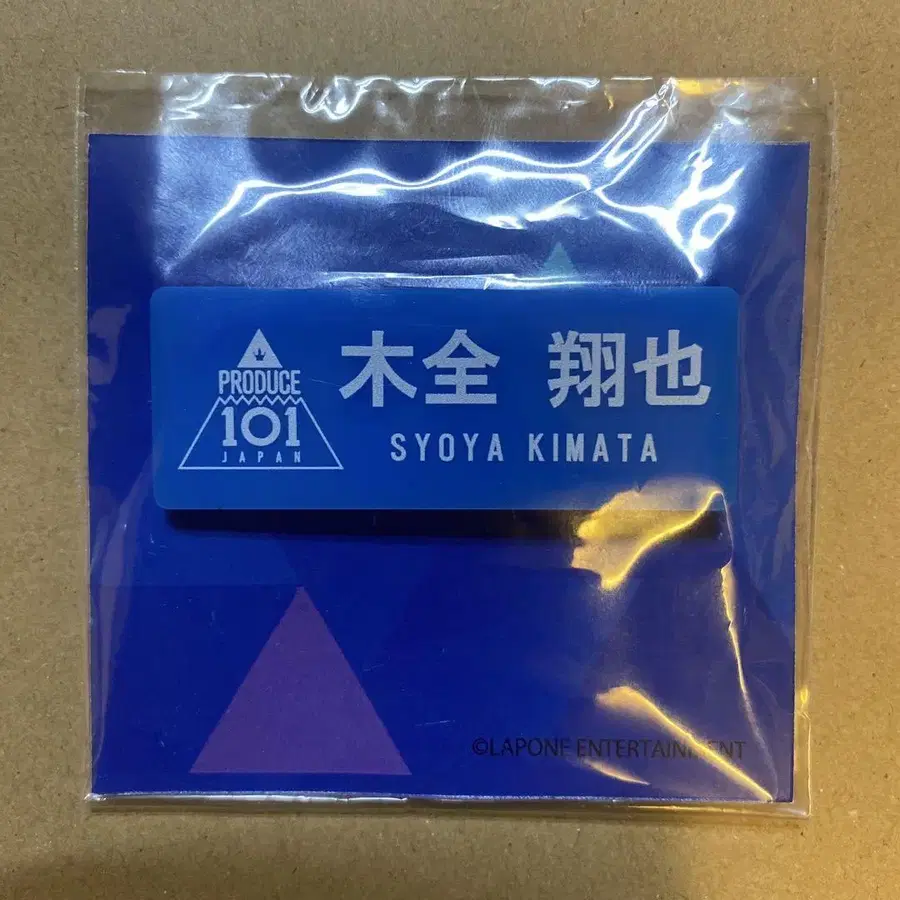 PRODUCE
101
JAPAN
木全 翔也
SYOYA KIMATA
©LAPONE ENTERTAINMENT